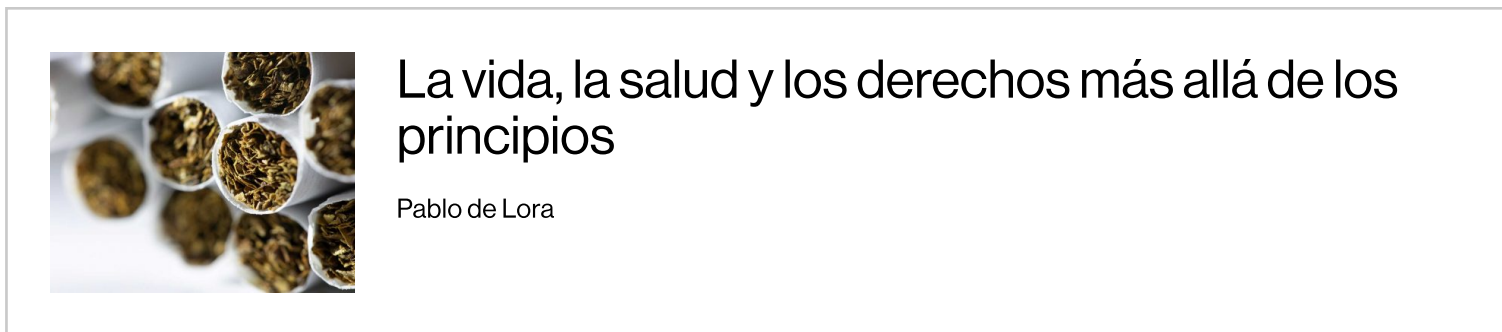 La vida, la salud y los derechos más allá de los
principios
Pablo de Lora